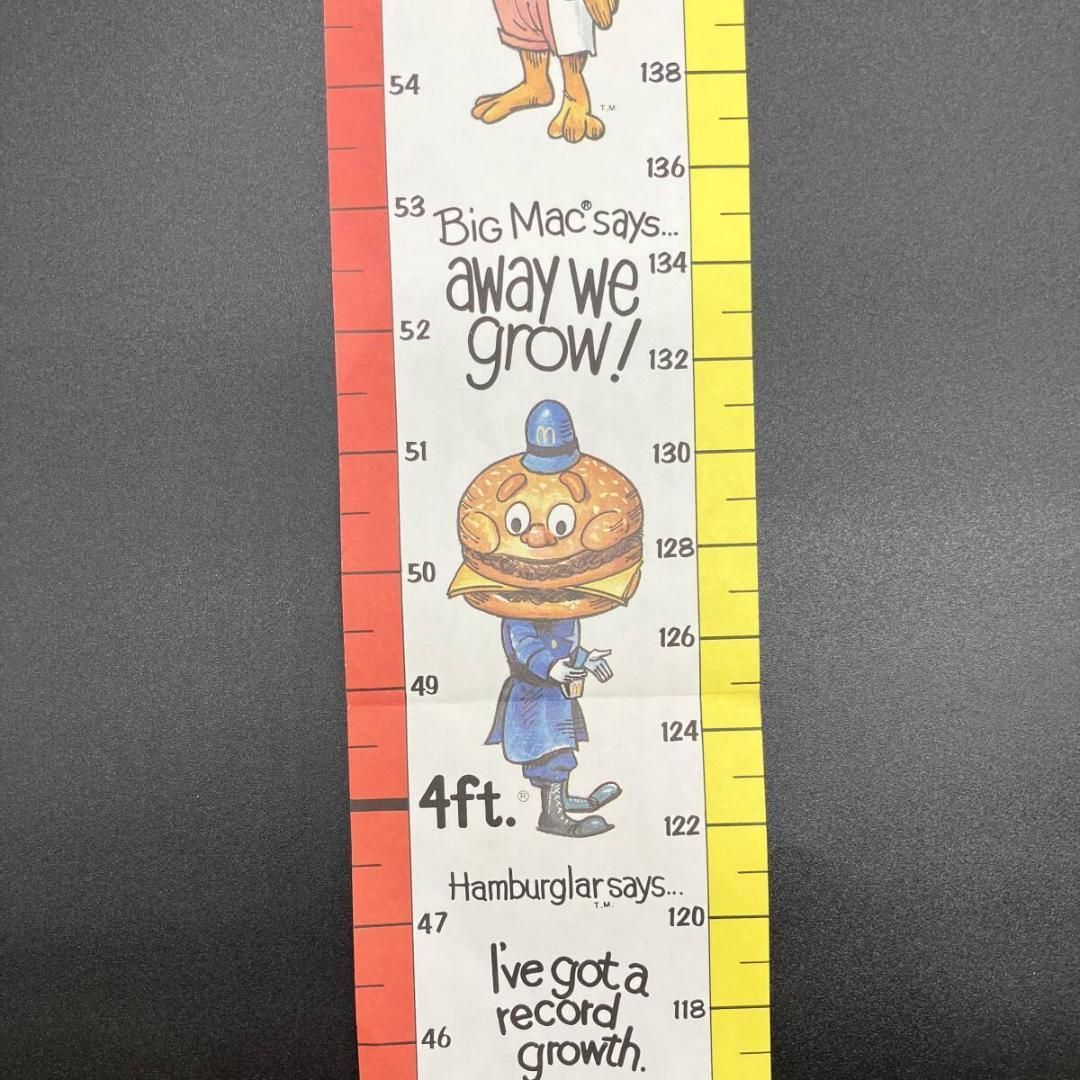 54
138
T.M.
136
53
Big Mac® says...
away we
134
grow!
52
132
51
130
m
128
50
126
49
m
124
4ft.
®
122
Hamburglar says...
T.M.
47
120
I've got a
record
118
growth.
46